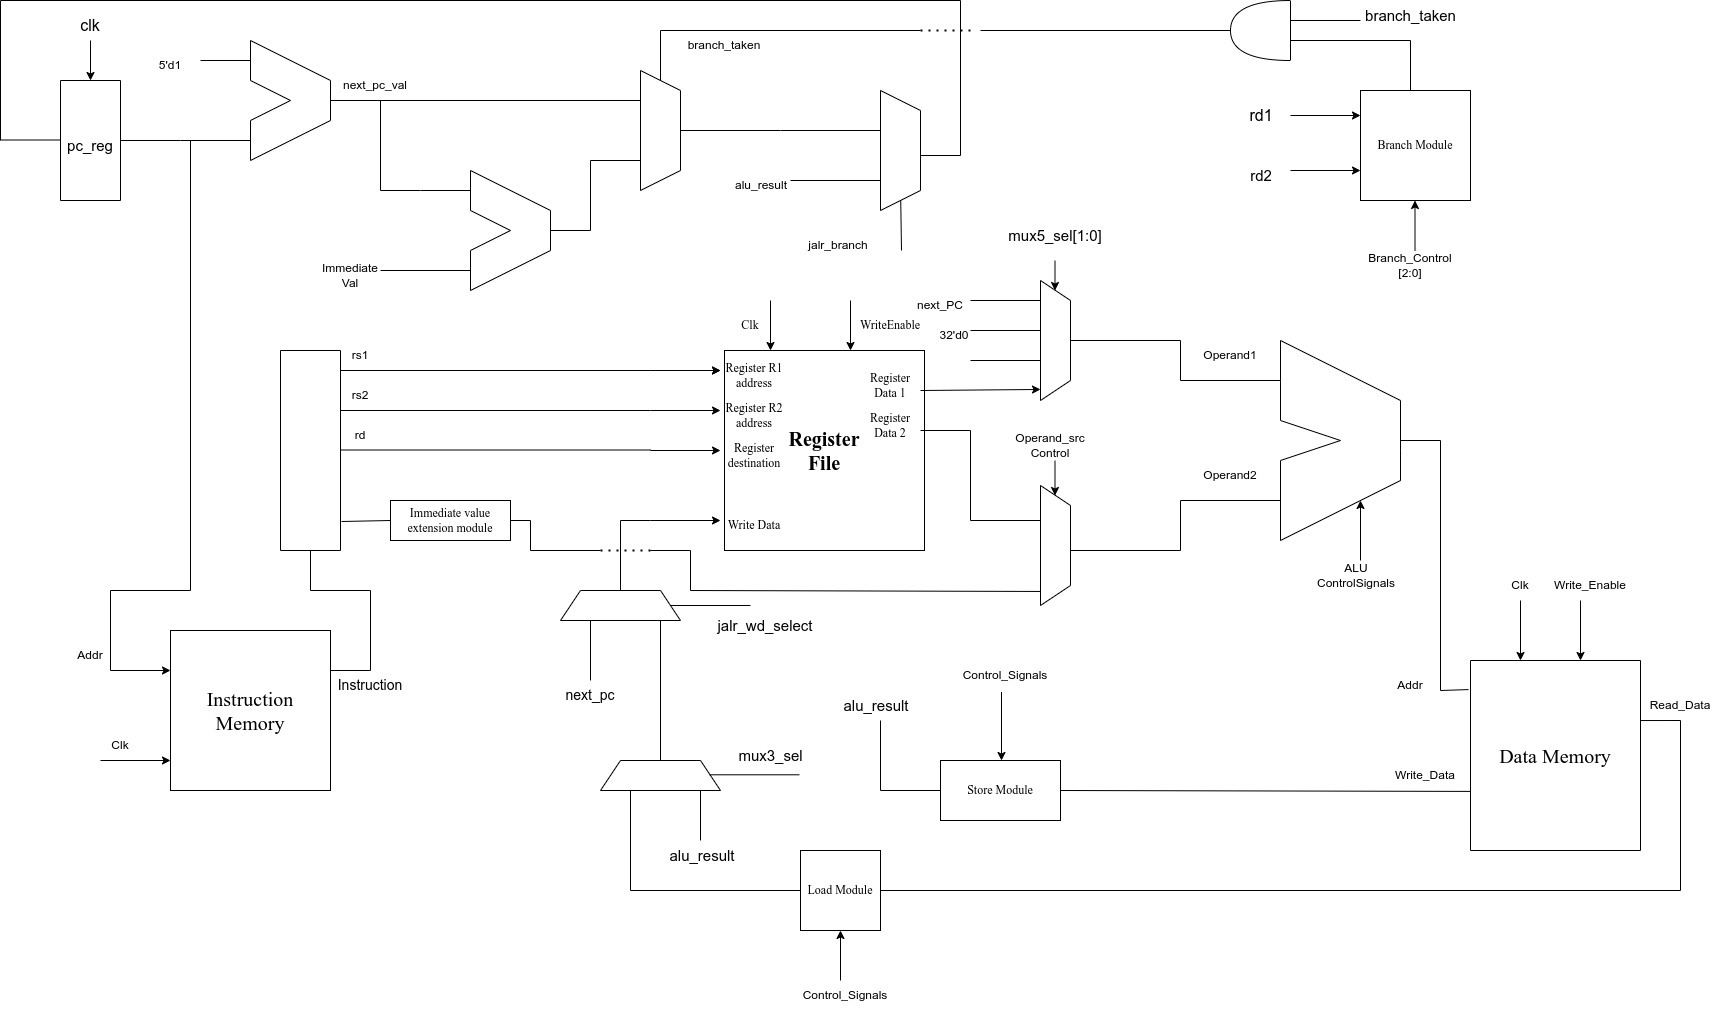 clk
5'd1
pc_reg
next_pc_val
Immediate
Val
branch_taken
alu_result
jalr_branch
branch_taken
rd1
rd2
Branch Module
Branch_Control
[2:0]
mux5_sel[1:0]
next_PC
32'd0
Clk
WriteEnable
rs1
rs2
rd
Immediate value
extension module
Register R1
address
Register R2
address
Register
destination
Write Data
Register
File
Register
Data 1
Register
Data 2
Operand_src
Control
Operand1
Operand2
ALU
ControlSignals
Addr
Clk
Instruction
Memory
Instruction
jalr_wd_select
next_pc
mux3_sel
alu_result
alu_result
Control_Signals
Store Module
Load Module
Control_Signals
Clk
Write_Enable
Addr
Write_Data
Data Memory
Read_Data